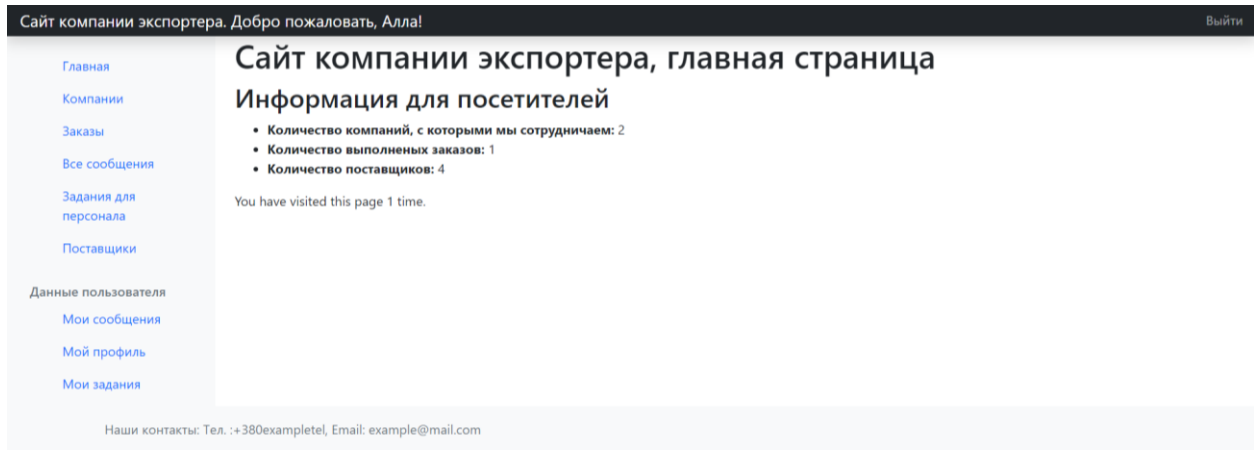 Сайт компании экспортера. Добро пожаловать, Алла!
Выйти
Главная
Компании
Заказы
Все сообщения
Задания для
персонала
Поставщики
Данные пользователя
Мои сообщения
Мой профиль
Мои задания
Сайт компании экспортера, главная страница
Информация для посетителей
• Количество компаний, с которыми мы сотрудничаем: 2
• Количество выполненых заказов: 1
• Количество поставщиков: 4
You have visited this page 1 time.
Наши контакты: Тел. :+380exampletel, Email: example@mail.com